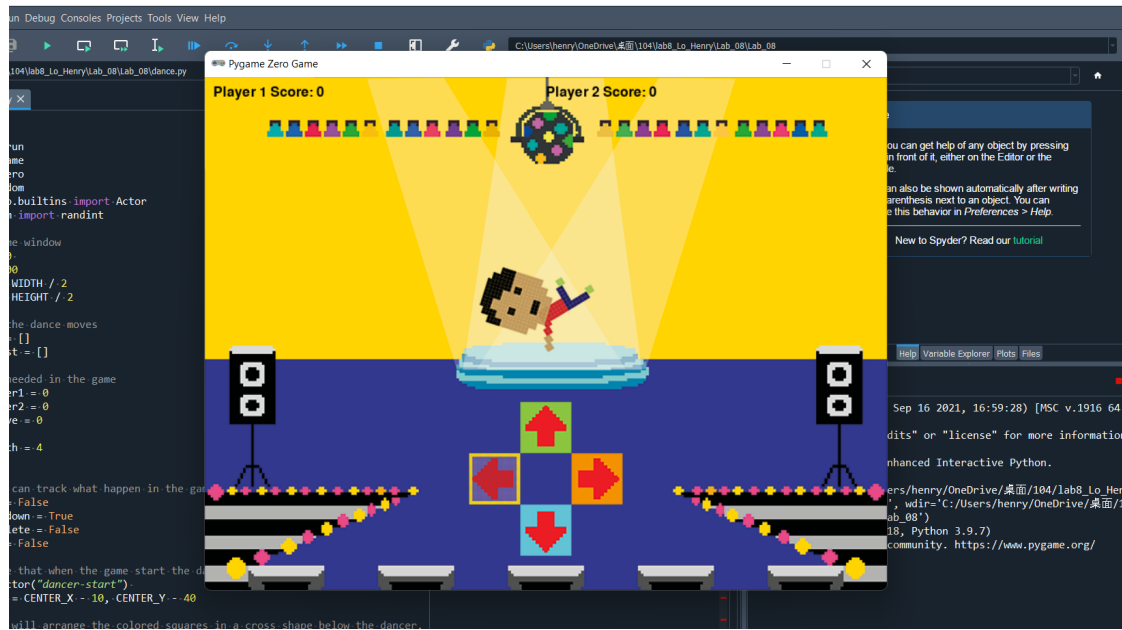 un Debug Consoles Projects Tools View Help
C:\Users\henry\OneDrive\桌面\104\lab8_Lo_Henry\Lab_08\Lab_08
\104\lab8_Lo_Henry\Lab_08\Lab_08\dance.py
Pygame Zero Game
Player 1 Score: 0
Player 2 Score: 0
run
ame
ero
dom
o.builtins import Actor
m import randint
me window
0
00
WIDTH / 2
HEIGHT / 2
the dance moves
= []
st = []
needed in the game
er1 = 0
er2 = 0
ve = 0
th = 4
can track what happen in the gam
= False
down = True
lete = False
= False
e that when the game start the da
ctor("dancer-start")
= CENTER_X - 10, CENTER_Y - 40
will arrange the colored squares in a cross shape below the dancer.
e
ou can get help of any object by pressing
in front of it, either on the Editor or the
le.
an also be shown automatically after writing
arenthesis next to an object. You can
e this behavior in Preferences > Help.
New to Spyder? Read our tutorial
Help Variable Explorer Plots Files
Sep 16 2021, 16:59:28) [MSC v.1916 64
dits" or "license" for more information
nhanced Interactive Python.
ers/henry/OneDrive/桌面/104/lab8_Lo_Her
', wdir='C:/Users/henry/OneDrive/桌面/1
ab_08')
18, Python 3.9.7)
community. https://www.pygame.org/